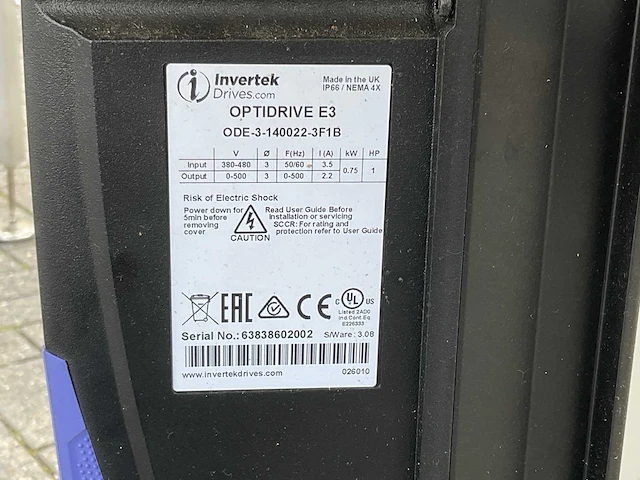 Invertek
Drives.com
Made in the UK
IP66 / NEMA 4X
OPTIDRIVE E3
ODE-3-140022-3F1B
V Ø F(Hz) I (A) kW HP
Input 380-480 3 50/60 3.5 0.75 1
Output 0-500 3 0-500 2.2
Risk of Electric Shock
Power down for
5min before
removing
cover
CAUTION
Read User Guide Before
Installation or servicing
SCCR: For rating and
protection refer to User Guide
EAC CE
C UL US
Listed 2AD0
Ind.Cont.Eq.
E226333
Serial No.: 63838602002 S/Ware : 3.08
www.invertekdrives.com 026010